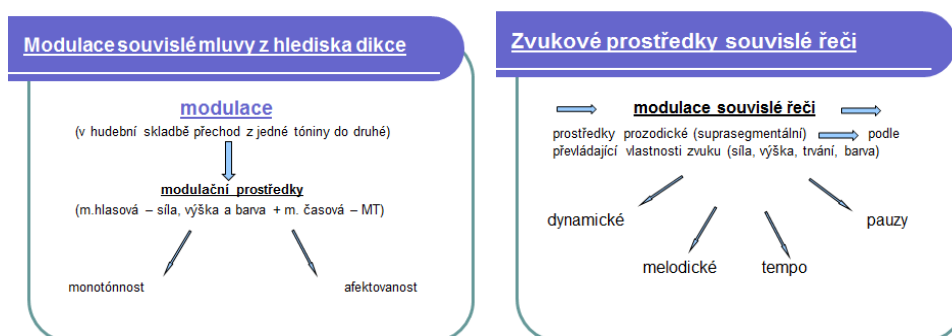 Modulace souvislé mluvy z hlediska dikce
modulace
(v hudební skladbě přechod z jedné tóniny do druhé)
modulační prostředky
(m.hlasová – síla, výška a barva + m. časová – MT)
monotónnost
afektovanost
Zvukové prostředky souvislé řeči
modulace souvislé řeči
prostředky prozodické (suprasegmentální) podle
převládající vlastnosti zvuku (síla, výška, trvání, barva)
dynamické
pauzy
melodické
tempo